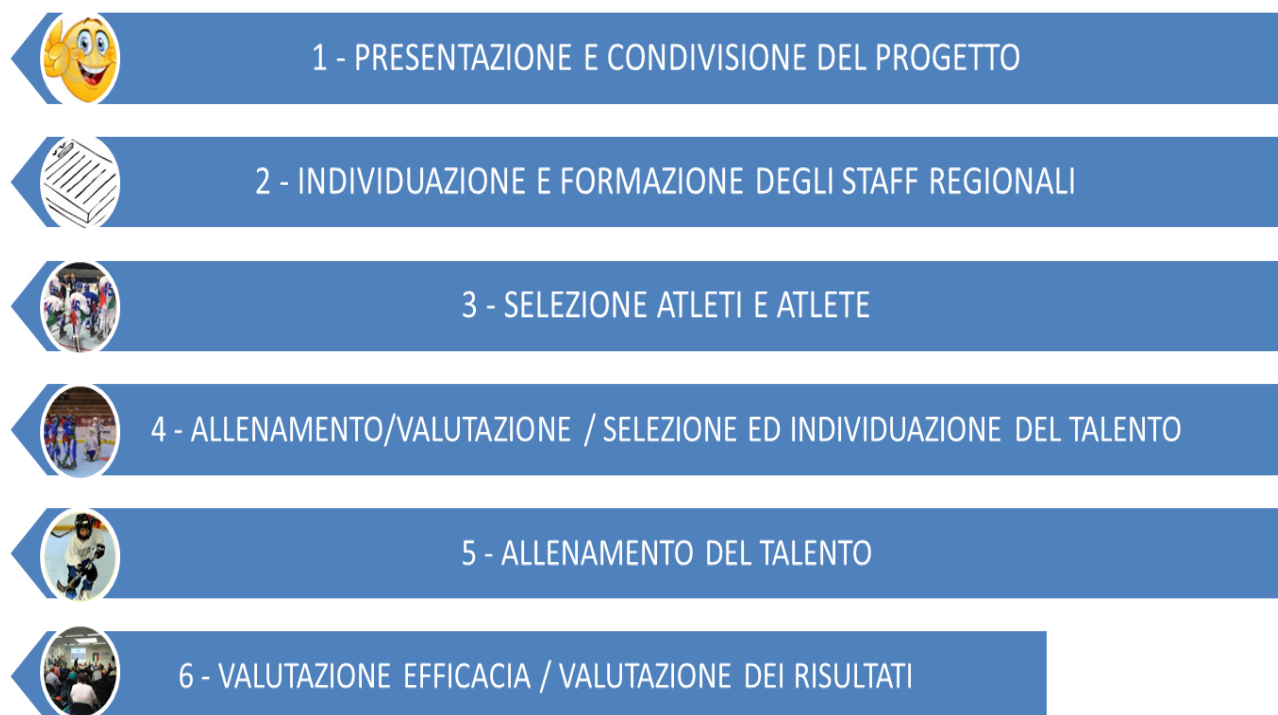 1 - PRESENTAZIONE E CONDIVISIONE DEL PROGETTO
2 - INDIVIDUAZIONE E FORMAZIONE DEGLI STAFF REGIONALI
3 - SELEZIONE ATLETI E ATLETE
4 - ALLENAMENTO/VALUTAZIONE / SELEZIONE ED INDIVIDUAZIONE DEL TALENTO
5 - ALLENAMENTO DEL TALENTO
6 - VALUTAZIONE EFFICACIA / VALUTAZIONE DEI RISULTATI